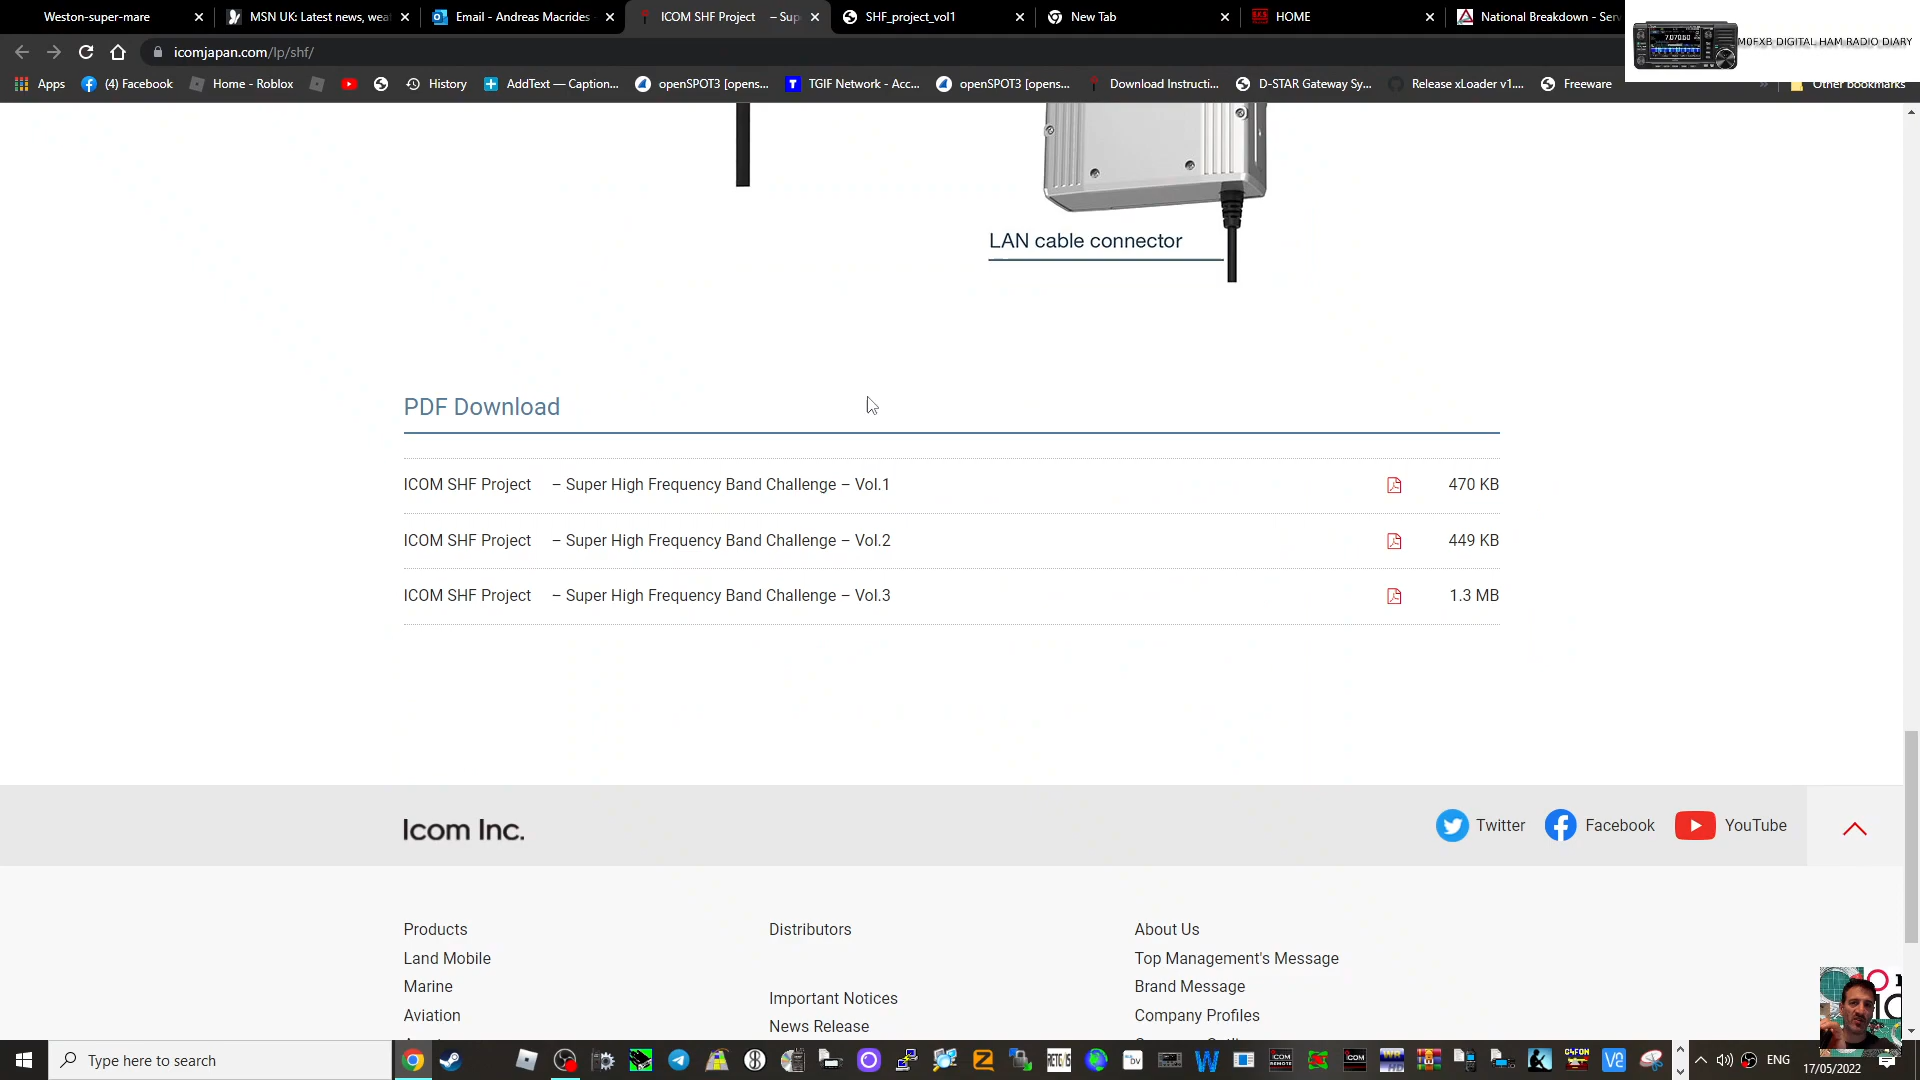 Weston-super-mare
MSN UK: Latest news, wea
Email - Andreas Macrides
ICOM SHF Project – Sup
SHF_project_vol1
New Tab
HOME
National Breakdown - Serv
7.070.60
M0FXB DIGITAL HAM RADIO DIARY
icomjapan.com/lp/shf/
Apps
(4) Facebook
Home - Roblox
History
AddText — Caption...
openSPOT3 [opens...
TGIF Network - Acc...
openSPOT3 [opens...
Download Instructi...
D-STAR Gateway Sy...
Release xLoader v1....
Freeware
Other bookmarks
LAN cable connector
PDF Download
ICOM SHF Project – Super High Frequency Band Challenge – Vol.1 470 KB
ICOM SHF Project – Super High Frequency Band Challenge – Vol.2 449 KB
ICOM SHF Project – Super High Frequency Band Challenge – Vol.3 1.3 MB
Icom Inc.
Twitter
Facebook
YouTube
Products
Distributors
About Us
Land Mobile
Top Management's Message
Marine
Brand Message
Important Notices
Aviation
Company Profiles
News Release
Type here to search
ENG
17/05/2022